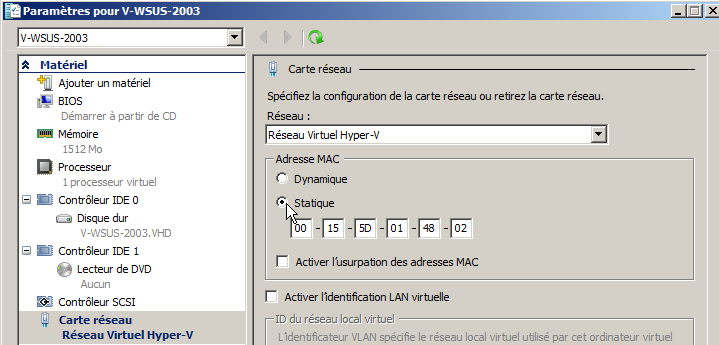 Paramètres pour V-WSUS-2003
V-WSUS-2003
Matériel
Ajouter un matériel
BIOS
Démarrer à partir de CD
Mémoire
1512 Mo
Processeur
1 processeur virtuel
Contrôleur IDE 0
Disque dur
V-WSUS-2003.VHD
Contrôleur IDE 1
Lecteur de DVD
Aucun
Contrôleur SCSI
Carte réseau
Réseau Virtuel Hyper-V
Carte réseau
Spécifiez la configuration de la carte réseau ou retirez la carte réseau.
Réseau :
Réseau Virtuel Hyper-V
Adresse MAC
Dynamique
Statique
00 - 15 - 5D - 01 - 48 - 02
Activer l'usurpation des adresses MAC
Activer l'identification LAN virtuelle
ID du réseau local virtuel
L'identificateur VLAN spécifie le réseau local virtuel utilisé par cet ordinateur virtuel